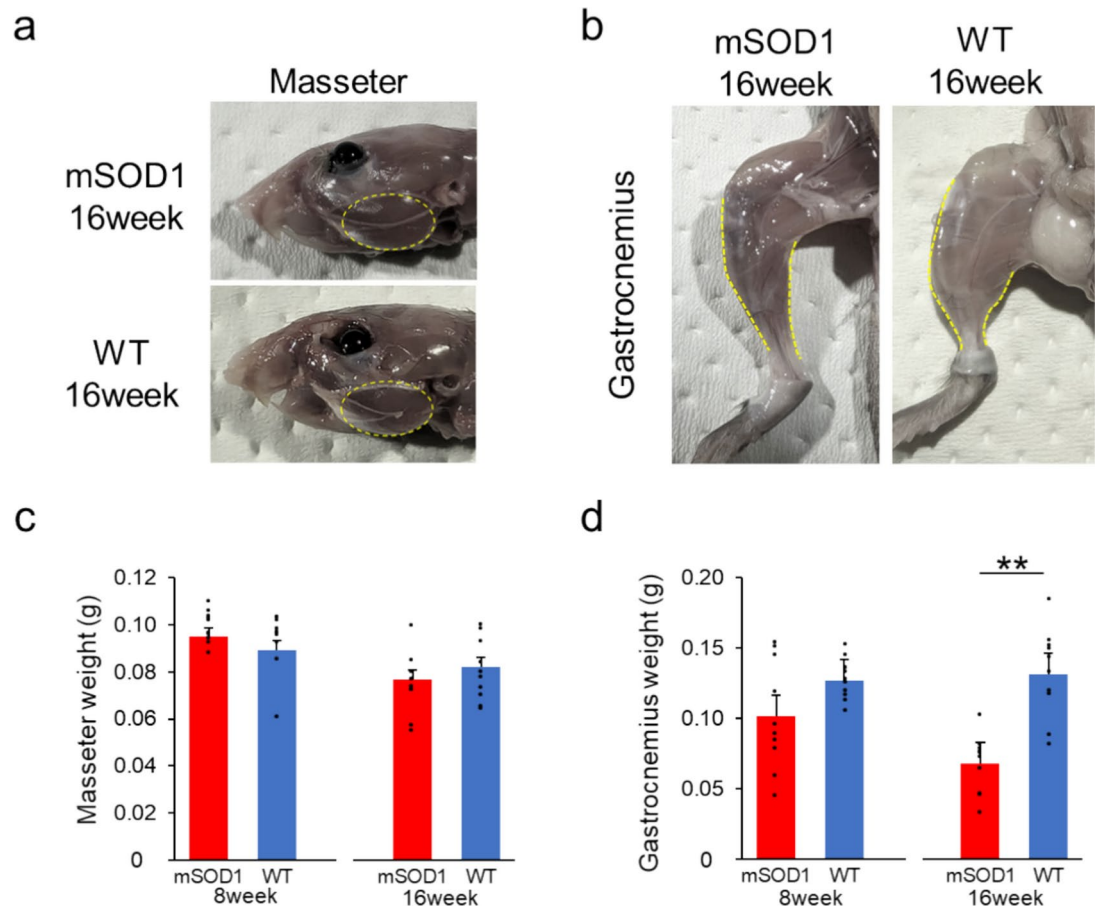 a
Masseter
mSOD1
16week
WT
16week
b
mSOD1
16week
WT
16week
Gastrocnemius
c
Masseter weight (g)
0.12
0.10
0.08
0.06
0.04
0.02
0
mSOD1 WT
8week
mSOD1 WT
16week
d
Gastrocnemius weight (g)
0.20
0.15
0.10
0.05
0
**
mSOD1 WT
8week
mSOD1 WT
16week